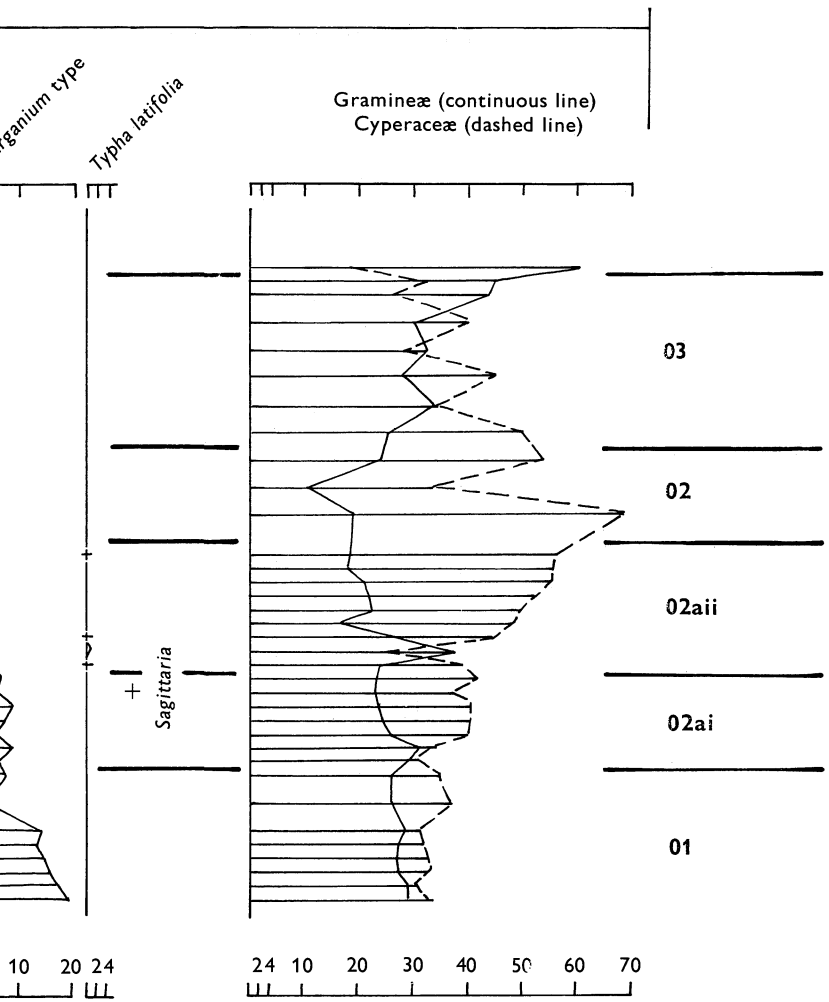 Typha latifolia
Gramineæ (continuous line)
Cyperaceæ (dashed line)
03
02
02aii
Sagittaria
+
02ai
01
10 20 24 24 10 20 30 40 50 60 70